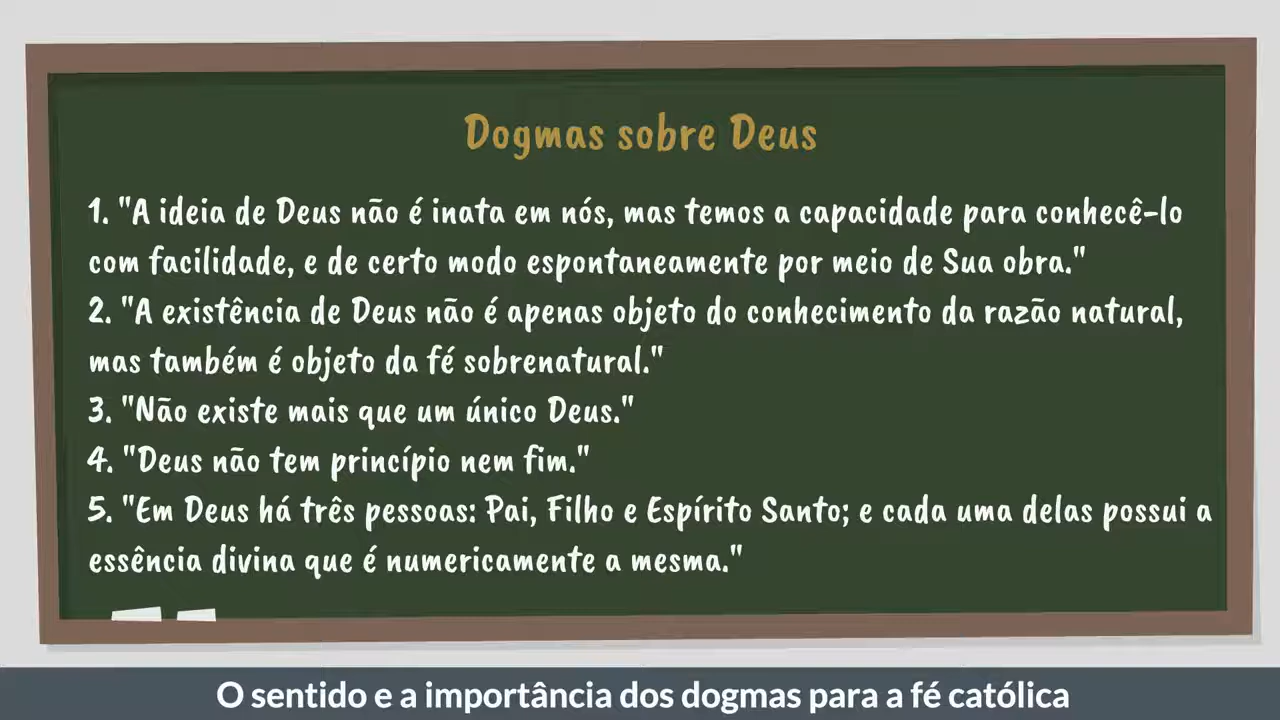 Dogmas sobre Deus
1. "A ideia de Deus não é inata em nós, mas temos a capacidade para conhecê-lo
com facilidade, e de certo modo espontaneamente por meio de Sua obra."
2. "A existência de Deus não é apenas objeto do conhecimento da razão natural,
mas também é objeto da fé sobrenatural."
3. "Não existe mais que um único Deus."
4. "Deus não tem princípio nem fim."
5. "Em Deus há três pessoas: Pai, Filho e Espírito Santo; e cada uma delas possui a
essência divina que é numericamente a mesma."
O sentido e a importância dos dogmas para a fé católica